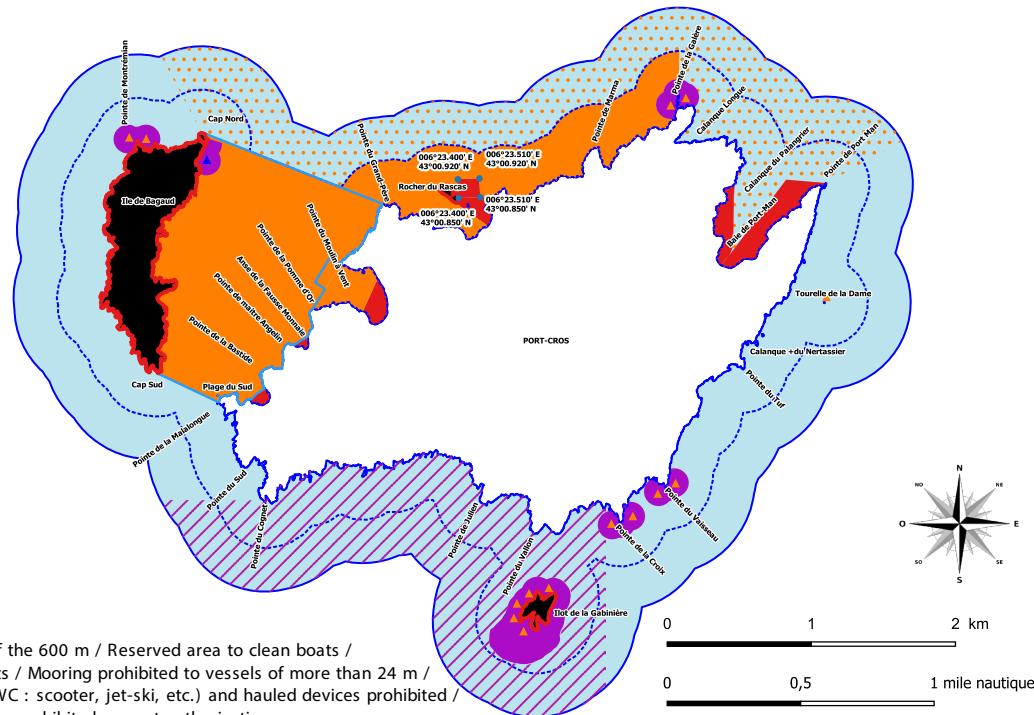 Pointe de Montrémian
Cap Nord
Pointe de la Galère
Pointe de Marma
Calanque Longue
Pointe du Grand-Père
006°23.400' E
43°00.920' N
006°23.510' E
43°00.920' N
Calanque du Palangrier
Pointe de Port Man
Rocher du Rascas
Ile de Bagaud
006°23.510' E
43°00.850' N
006°23.400' E
43°00.850' N
Baie de Port-Man
Pointe du Moulin à Vent
Pointe de la Pomme d'Or
Anse de la Fausse Monnaie
Pointe de maître Angelin
Tourelle de la Dame
Pointe de la Bastide
PORT-CROS
Calanque +du Nertassier
Cap Sud
Plage du Sud
Pointe du Tuf
Pointe de la Malalongue
Pointe du Sud
Pointe du Cognet
Pointe de Julien
Pointe du Vaisseau
Pointe de la Croix
Pointe du Vallon
Ilot de la Gabinière
N
NO
NE
O
E
SO
SE
S
0 1 2 km
0 0,5 1 mile nautique
f the 600 m / Reserved area to clean boats /
ts / Mooring prohibited to vessels of more than 24 m /
WC : scooter, jet-ski, etc.) and hauled devices prohibited /